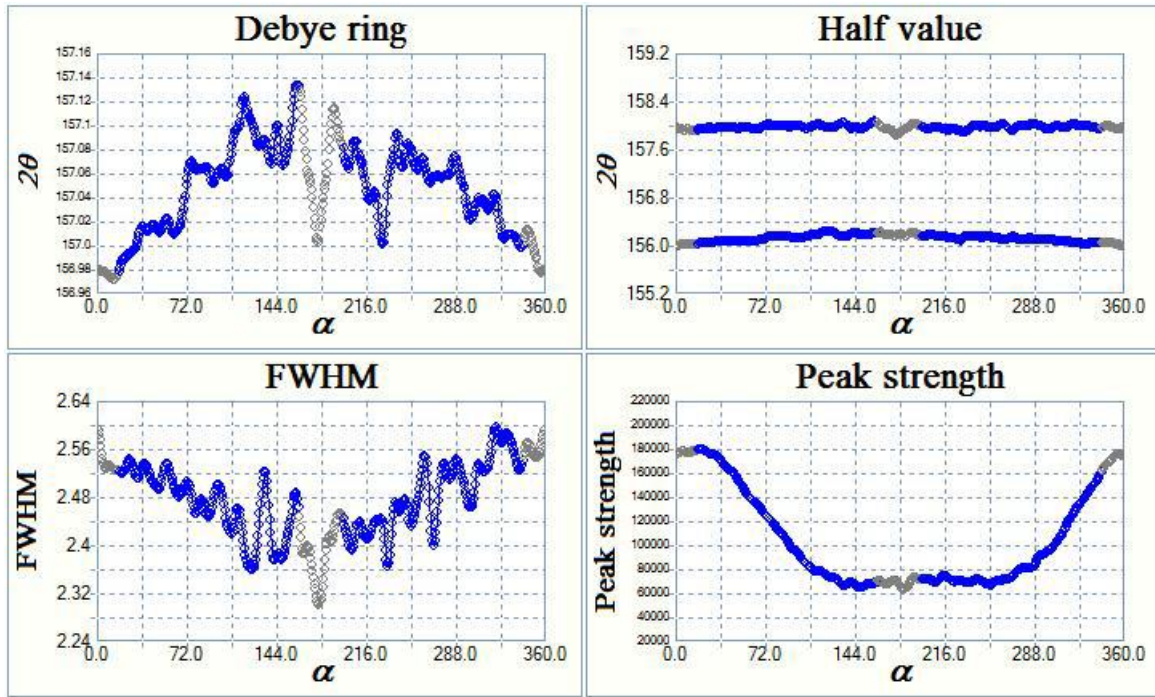 Debye ring
157.16
157.14
157.12
157.1
157.08
157.06
157.04
157.02
157.0
156.98
156.96
2θ
0.0 72.0 144.0 216.0 288.0 360.0
α
Half value
159.2
158.4
157.6
156.8
156.0
155.2
2θ
0.0 72.0 144.0 216.0 288.0 360.0
α
FWHM
2.64
2.56
2.48
2.4
2.32
2.24
FWHM
0.0 72.0 144.0 216.0 288.0 360.0
α
Peak strength
220000
200000
180000
160000
140000
120000
100000
80000
60000
40000
20000
Peak strength
0.0 72.0 144.0 216.0 288.0 360.0
α